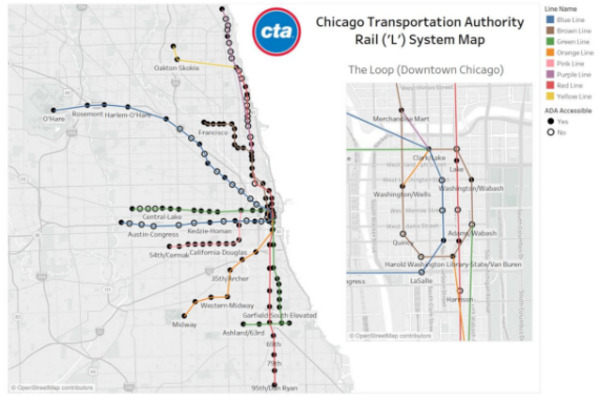 cta
Chicago Transportation Authority
Rail ('L') System Map
The Loop (Downtown Chicago)
Line Name
Blue Line
Brown Line
Green Line
Orange Line
Pink Line
Purple Line
Red Line
Yellow Line
ADA Accessible
Yes
No
Oakton-Skokie
O'Hare
Rosemont
Harlem-O'Hare
Francisco
Central-Lake
Austin-Congress
Kedzie-Homan
54th/Cermak
California-Douglas
35th/Archer
Western-Midway
Midway
Garfield-South Elevated
Ashland/63rd
69th
79th
95th/Dan Ryan
© OpenStreetMap contributors
Merchandise Mart
Clark/Lake
Lake
Washington/Wells
Washington/Wabash
Quincy
Adams/Wabash
Harold Washington Library-State/Van Buren
LaSalle
Harrison
© OpenStreetMap contributors